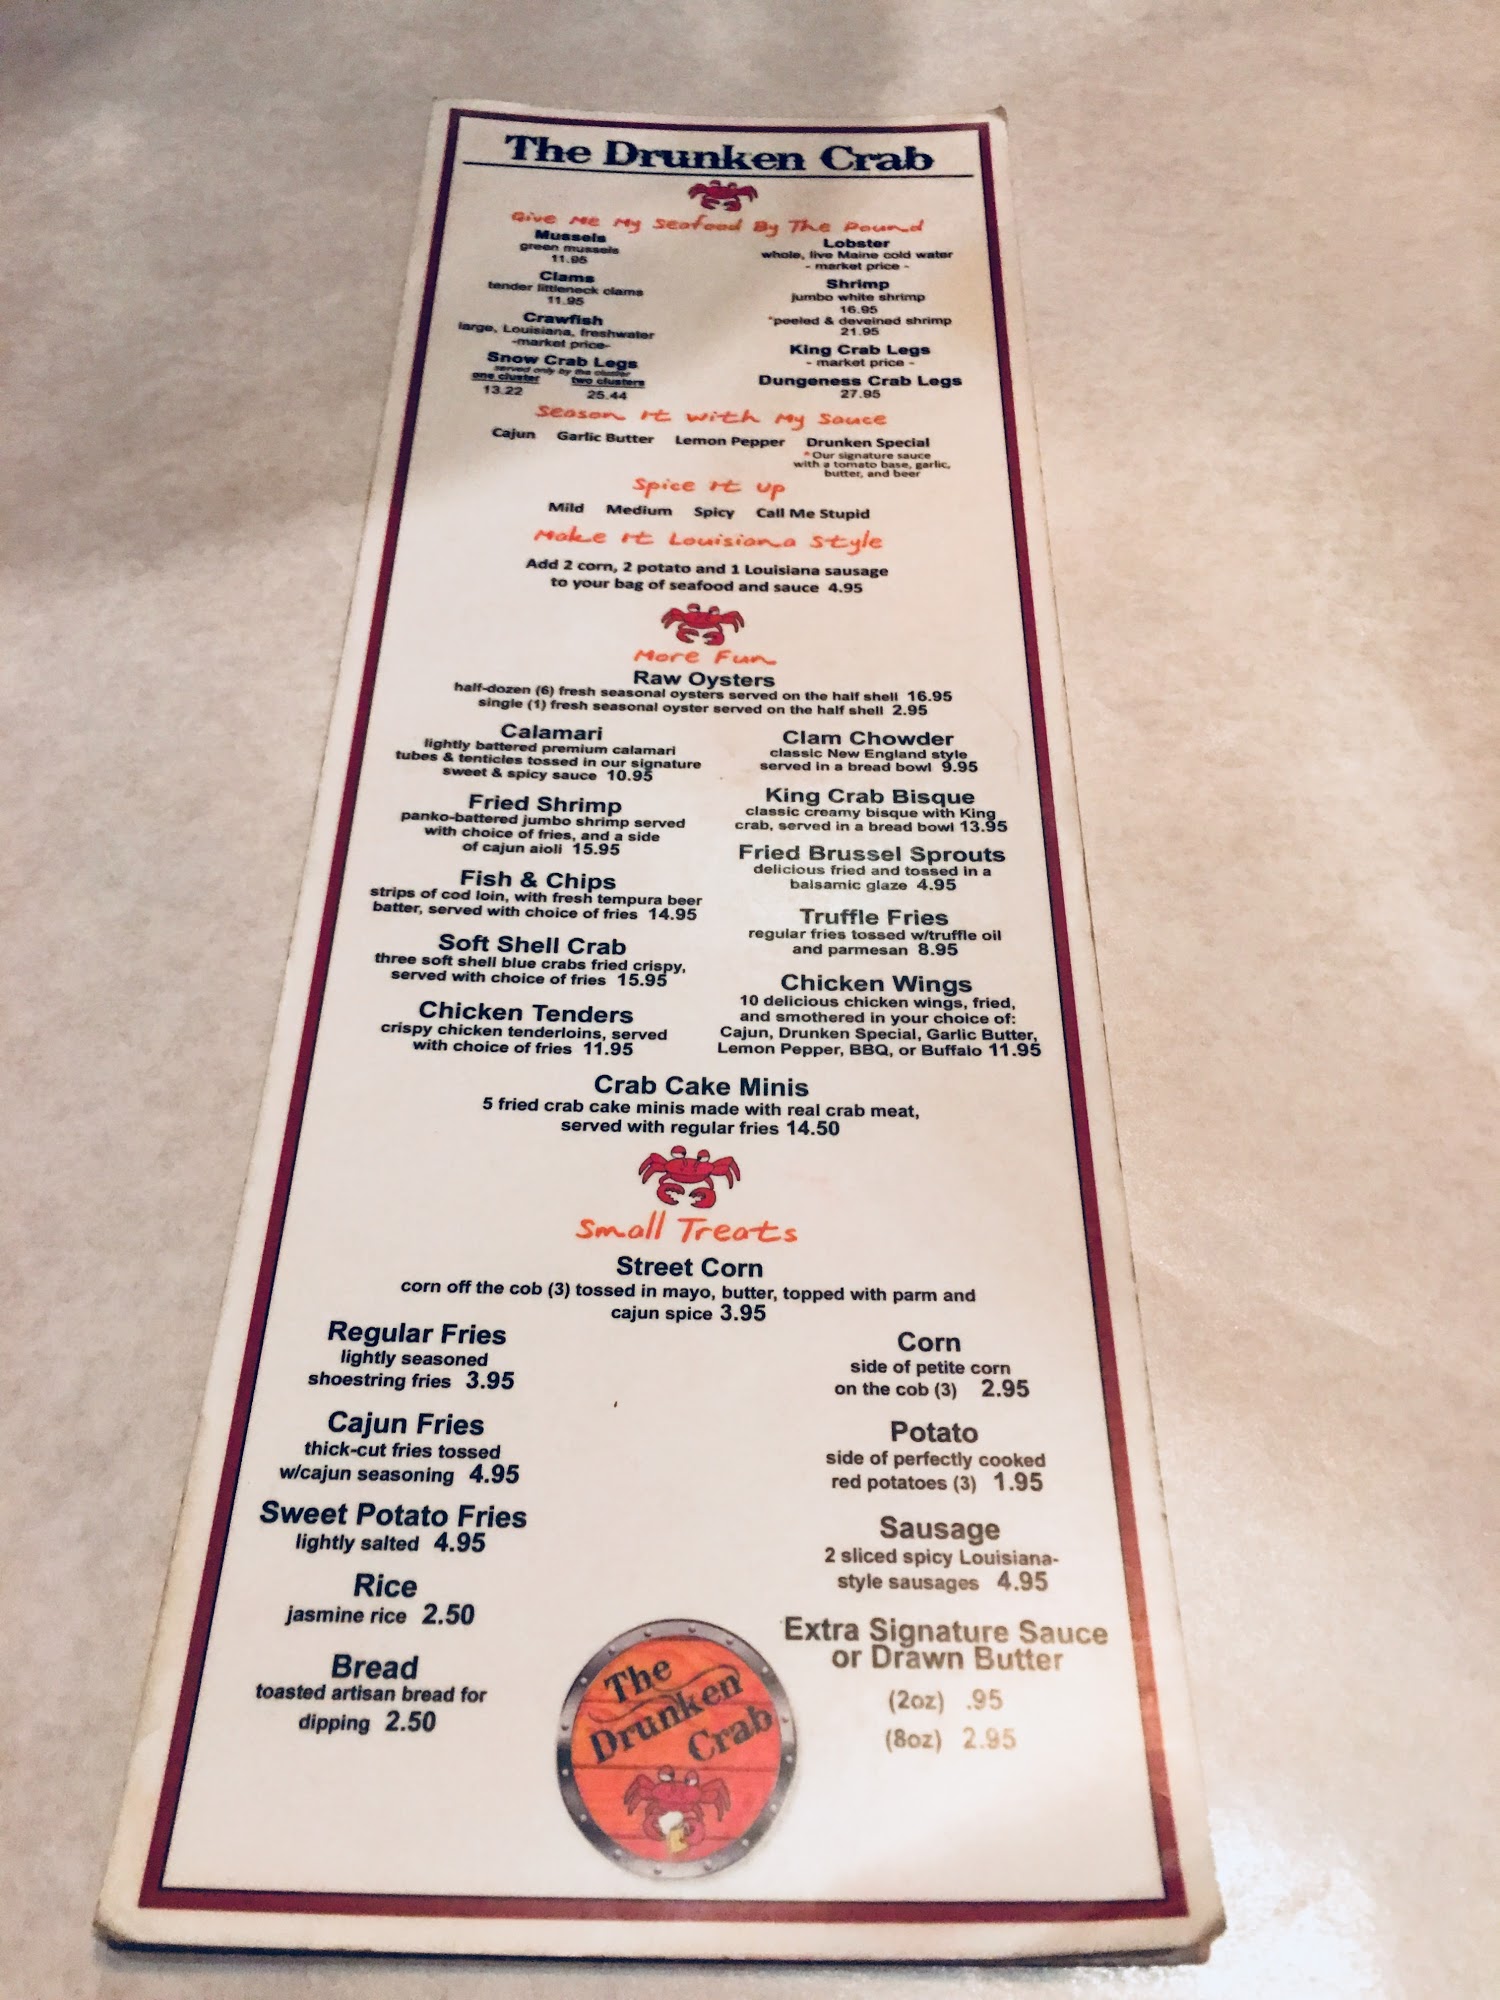 The Drunken Crab
Give Me My Seafood By The Pound
Mussels
green mussels
11.95
Clams
tender littleneck clams
11.95
Crawfish
large, Louisiana, freshwater
-market price-
Snow Crab Legs
served only by the cluster
one cluster two clusters
13.22 25.44
Lobster
whole, live Maine cold water
- market price -
Shrimp
jumbo white shrimp
16.95
*peeled & deveined shrimp
21.95
King Crab Legs
- market price -
Dungeness Crab Legs
27.95
Season It With My Sauce
Cajun Garlic Butter Lemon Pepper Drunken Special
*Our signature sauce
with a tomato base, garlic,
butter, and beer
Spice It Up
Mild Medium Spicy Call Me Stupid
Make It Louisiana Style
Add 2 corn, 2 potato and 1 Louisiana sausage
to your bag of seafood and sauce 4.95
More Fun
Raw Oysters
half-dozen (6) fresh seasonal oysters served on the half shell 16.95
single (1) fresh seasonal oyster served on the half shell 2.95
Calamari
lightly battered premium calamari
tubes & tenticles tossed in our signature
sweet & spicy sauce 10.95
Fried Shrimp
panko-battered jumbo shrimp served
with choice of fries, and a side
of cajun aioli 15.95
Fish & Chips
strips of cod loin, with fresh tempura beer
batter, served with choice of fries 14.95
Soft Shell Crab
three soft shell blue crabs fried crispy,
served with choice of fries 15.95
Chicken Tenders
crispy chicken tenderloins, served
with choice of fries 11.95
Clam Chowder
classic New England style
served in a bread bowl 9.95
King Crab Bisque
classic creamy bisque with King
crab, served in a bread bowl 13.95
Fried Brussel Sprouts
delicious fried and tossed in a
balsamic glaze 4.95
Truffle Fries
regular fries tossed w/truffle oil
and parmesan 8.95
Chicken Wings
10 delicious chicken wings, fried,
and smothered in your choice of:
Cajun, Drunken Special, Garlic Butter,
Lemon Pepper, BBQ, or Buffalo 11.95
Crab Cake Minis
5 fried crab cake minis made with real crab meat,
served with regular fries 14.50
Small Treats
Street Corn
corn off the cob (3) tossed in mayo, butter, topped with parm and
cajun spice 3.95
Regular Fries
lightly seasoned
shoestring fries 3.95
Cajun Fries
thick-cut fries tossed
w/cajun seasoning 4.95
Sweet Potato Fries
lightly salted 4.95
Rice
jasmine rice 2.50
Bread
toasted artisan bread for
dipping 2.50
Corn
side of petite corn
on the cob (3) 2.95
Potato
side of perfectly cooked
red potatoes (3) 1.95
Sausage
2 sliced spicy Louisiana-
style sausages 4.95
Extra Signature Sauce
or Drawn Butter
(2oz) .95
(8oz) 2.95
The
Drunken
Crab